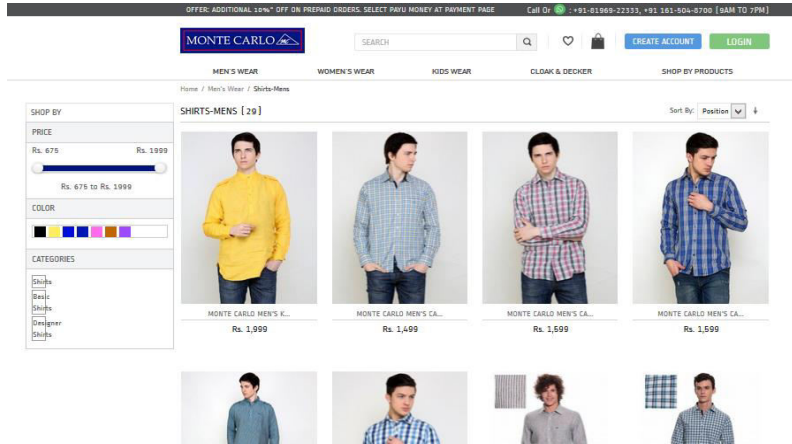 OFFER: ADDITIONAL 10%* OFF ON PREPAID ORDERS. SELECT PAYU MONEY AT PAYMENT PAGE
Call Or : +91-81969-22333, +91 161-504-8700 [9AM TO 7PM]
MONTE CARLO
SEARCH
CREATE ACCOUNT
LOGIN
MEN'S WEAR
WOMEN'S WEAR
KIDS WEAR
CLOAK & DECKER
SHOP BY PRODUCTS
Home / Men's Wear / Shirts-Mens
SHOP BY
SHIRTS-MENS [29]
Sort By: Position
PRICE
Rs. 675 Rs. 1999
Rs. 675 to Rs. 1999
COLOR
CATEGORIES
Shirts
Basic
Shirts
Designer
Shirts
MONTE CARLO MEN'S K...
MONTE CARLO MEN'S CA...
MONTE CARLO MEN'S CA...
MONTE CARLO MEN'S CA...
Rs. 1,999
Rs. 1,499
Rs. 1,599
Rs. 1,599